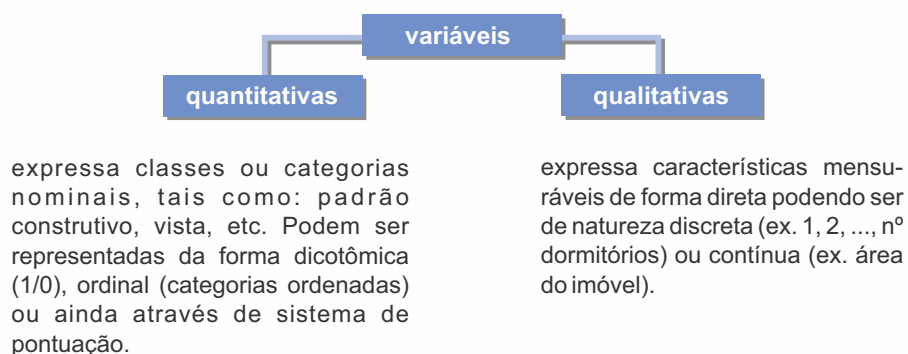 variáveis
quantitativas
qualitativas
expressa classes ou categorias
nominais, tais como: padrão
construtivo, vista, etc. Podem ser
representadas da forma dicotômica
(1/0), ordinal (categorias ordenadas)
ou ainda através de sistema de
pontuação.
expressa características mensu-
ráveis de forma direta podendo ser
de natureza discreta (ex. 1, 2, ..., nº
dormitórios) ou contínua (ex. área
do imóvel).